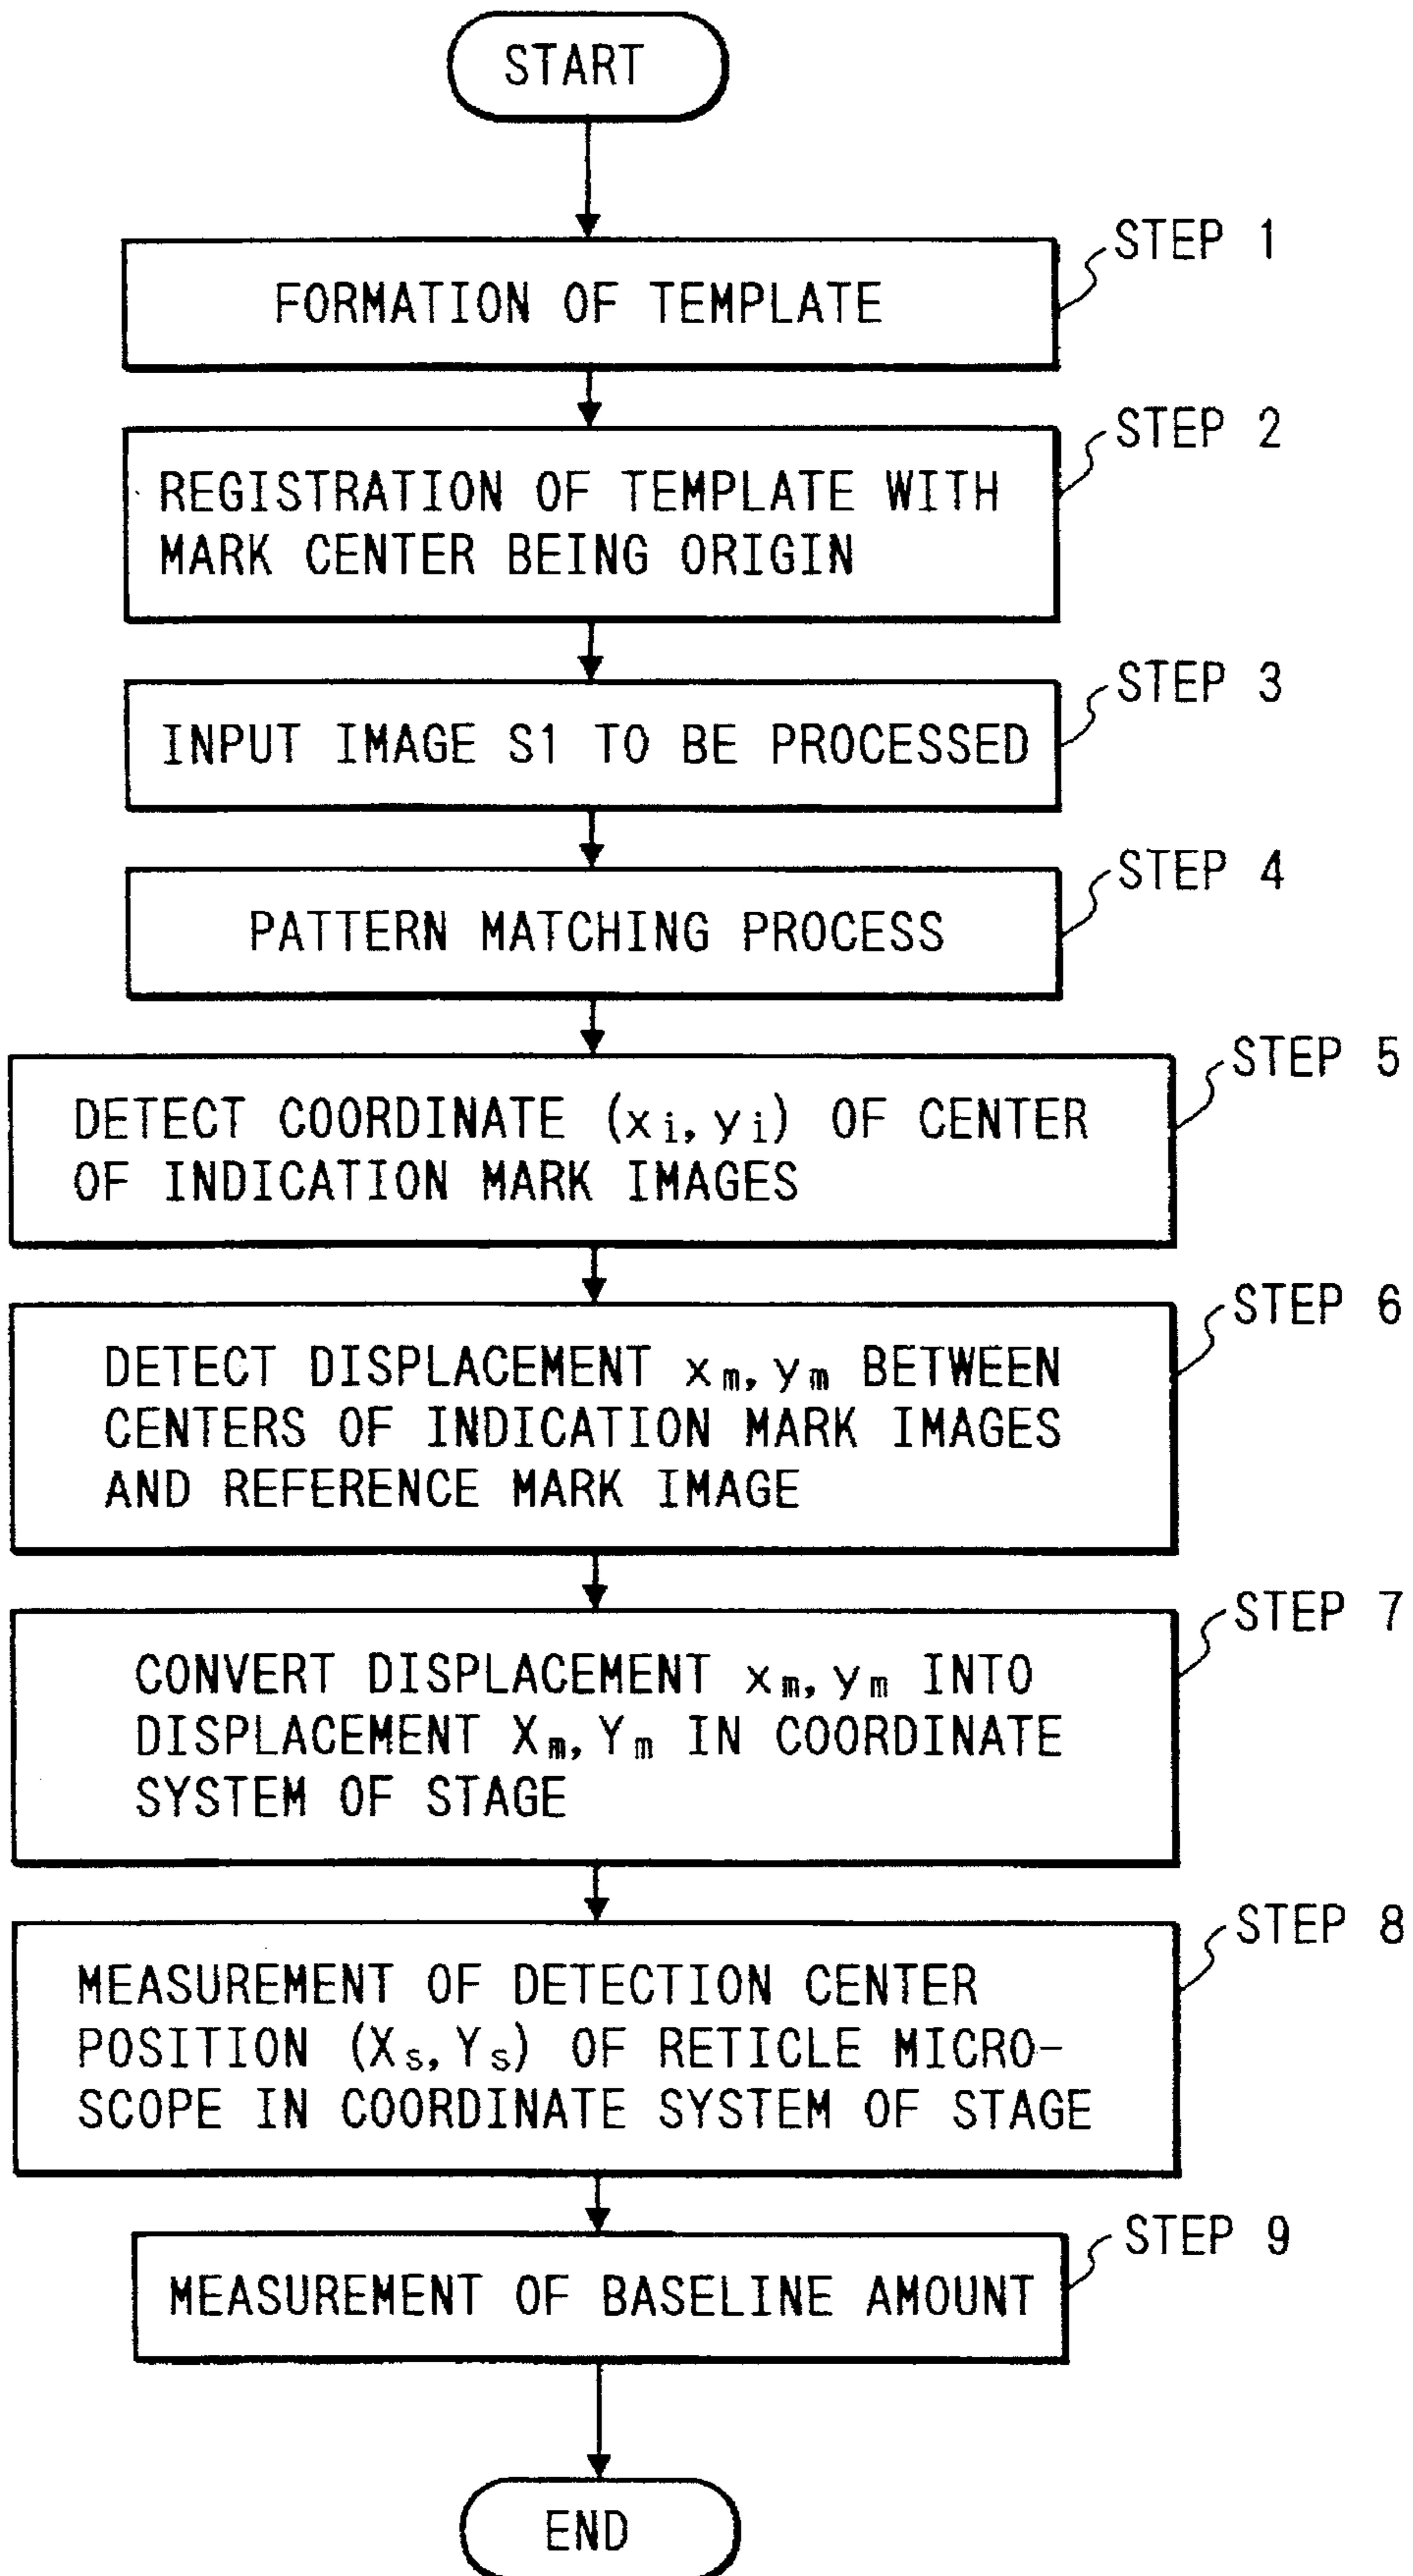 START
STEP 1
FORMATION OF TEMPLATE
STEP 2
REGISTRATION OF TEMPLATE WITH
MARK CENTER BEING ORIGIN
STEP 3
INPUT IMAGE S1 TO BE PROCESSED
STEP 4
PATTERN MATCHING PROCESS
STEP 5
DETECT COORDINATE (xi, yi) OF CENTER
OF INDICATION MARK IMAGES
STEP 6
DETECT DISPLACEMENT xm, ym BETWEEN
CENTERS OF INDICATION MARK IMAGES
AND REFERENCE MARK IMAGE
STEP 7
CONVERT DISPLACEMENT xm, ym INTO
DISPLACEMENT Xm, Ym IN COORDINATE
SYSTEM OF STAGE
STEP 8
MEASUREMENT OF DETECTION CENTER
POSITION (Xs, Ys) OF RETICLE MICRO-
SCOPE IN COORDINATE SYSTEM OF STAGE
STEP 9
MEASUREMENT OF BASELINE AMOUNT
END